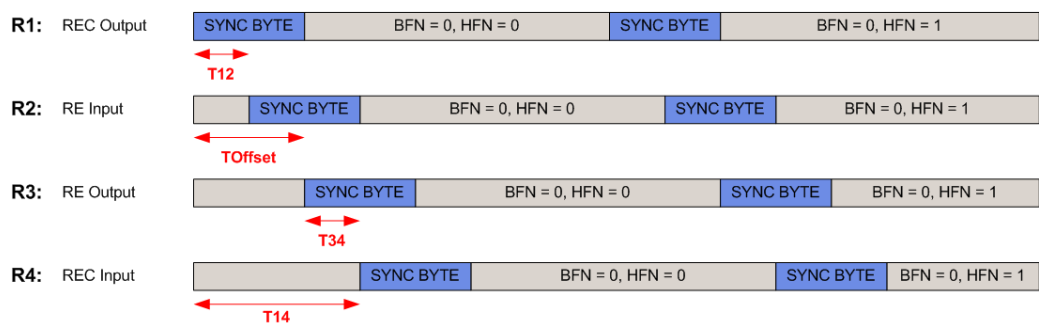 R1: REC Output SYNC BYTE BFN = 0, HFN = 0 SYNC BYTE BFN = 0, HFN = 1
T12
R2: RE Input SYNC BYTE BFN = 0, HFN = 0 SYNC BYTE BFN = 0, HFN = 1
TOffset
R3: RE Output SYNC BYTE BFN = 0, HFN = 0 SYNC BYTE BFN = 0, HFN = 1
T34
R4: REC Input SYNC BYTE BFN = 0, HFN = 0 SYNC BYTE BFN = 0, HFN = 1
T14